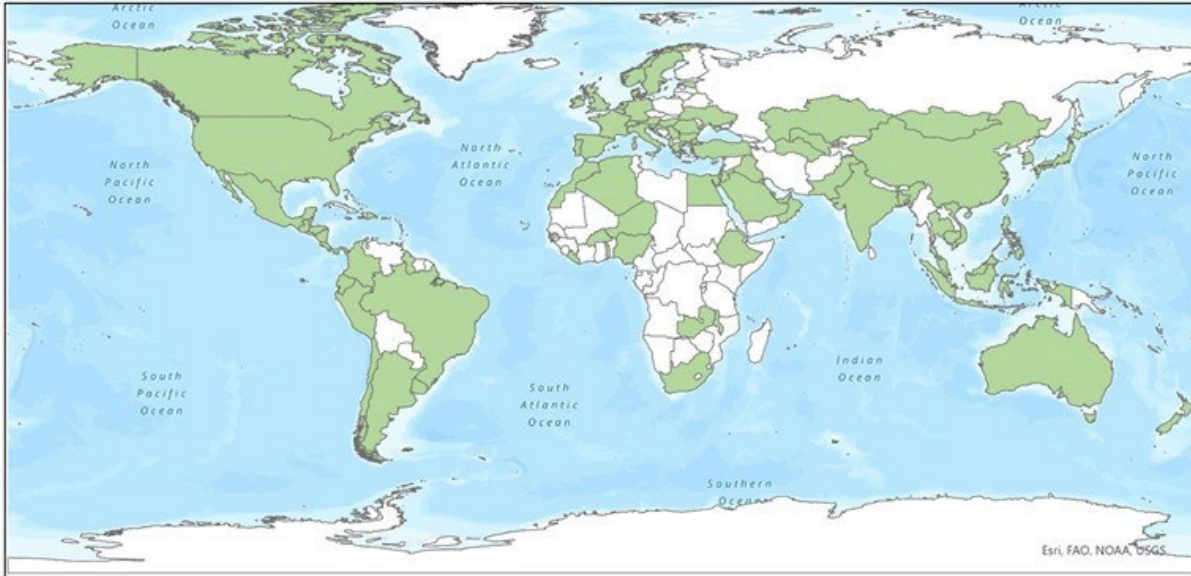 Arctic
Ocean
Arctic
Ocean
North
Pacific
Ocean
North
Atlantic
Ocean
North
Pacific
Ocean
South
Pacific
Ocean
South
Atlantic
Ocean
Indian
Ocean
Southern
Ocean
Esri, FAO, NOAA, USGS